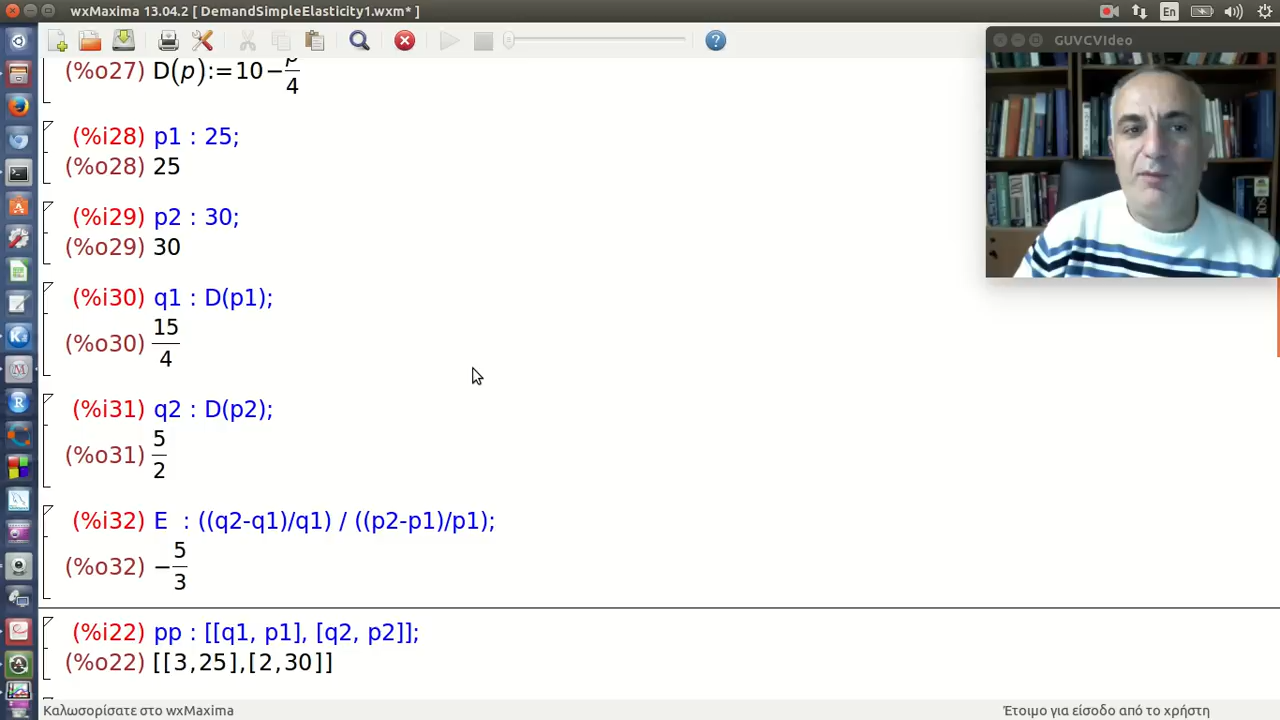 wxMaxima 13.04.2 [ DemandSimpleElasticity1.wxm* ]
En
GUVCVIdeo
(%o27) D(p):=10−p/4
(%i28) p1 : 25;
(%o28) 25
(%i29) p2 : 30;
(%o29) 30
(%i30) q1 : D(p1);
(%o30) 15/4
(%i31) q2 : D(p2);
(%o31) 5/2
(%i32) E : ((q2-q1)/q1) / ((p2-p1)/p1);
(%o32) −5/3
(%i22) pp : [[q1, p1], [q2, p2]];
(%o22) [[3,25],[2,30]]
Καλωσορίσατε στο wxMaxima
Έτοιμο για είσοδο από το χρήστη